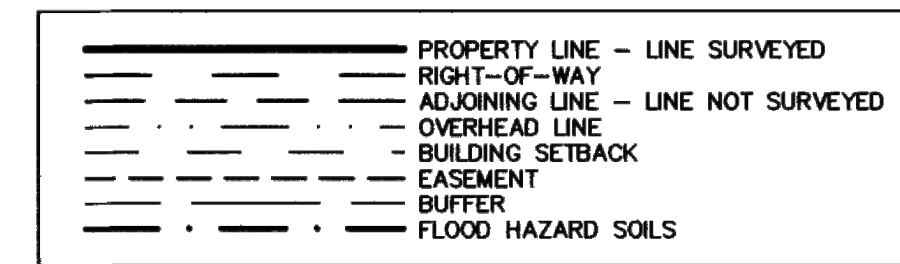 PROPERTY LINE – LINE SURVEYED
RIGHT-OF-WAY
ADJOINING LINE – LINE NOT SURVEYED
OVERHEAD LINE
BUILDING SETBACK
EASEMENT
BUFFER
FLOOD HAZARD SOILS